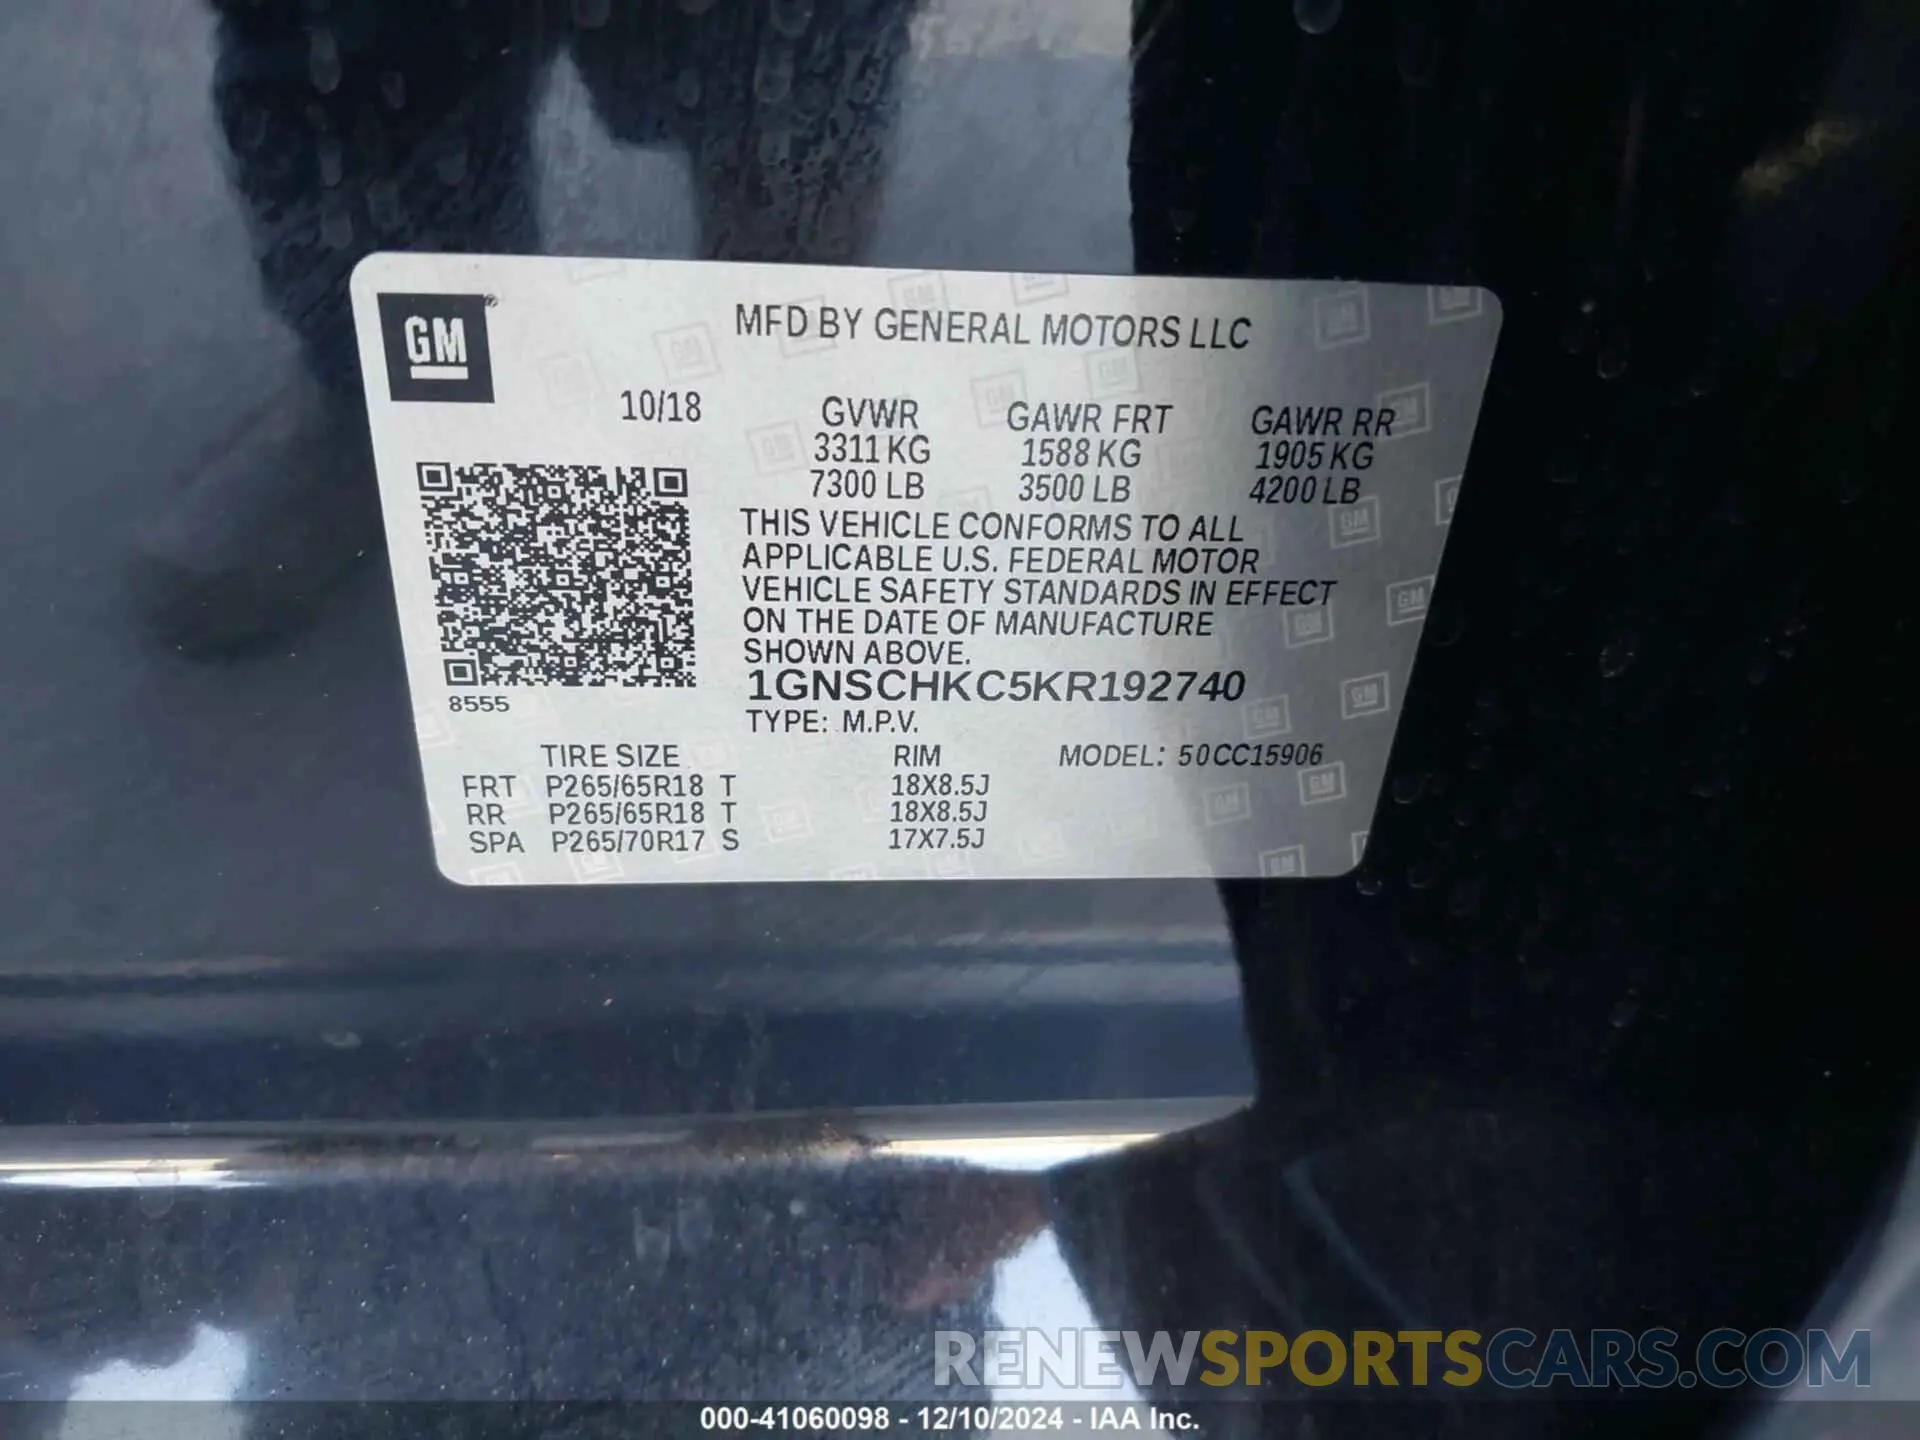 GM®
MFD BY GENERAL MOTORS LLC
10/18 GVWR GAWR FRT GAWR RR
3311 KG 1588 KG 1905 KG
7300 LB 3500 LB 4200 LB
THIS VEHICLE CONFORMS TO ALL
APPLICABLE U.S. FEDERAL MOTOR
VEHICLE SAFETY STANDARDS IN EFFECT
ON THE DATE OF MANUFACTURE
SHOWN ABOVE.
1GNSCHKC5KR192740
8555
TYPE: M.P.V.
TIRE SIZE RIM MODEL: 50CC15906
FRT P265/65R18 T 18X8.5J
RR P265/65R18 T 18X8.5J
SPA P265/70R17 S 17X7.5J
RENEWSPORTSCARS.COM
000-41060098 - 12/10/2024 - IAA Inc.